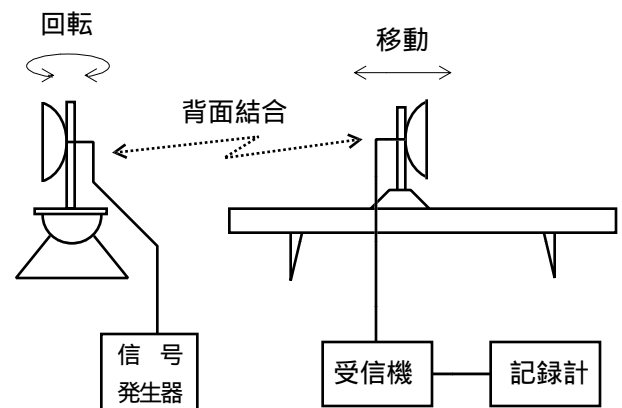 回転
移動
背面結合
信 号
発生器
受信機
記録計